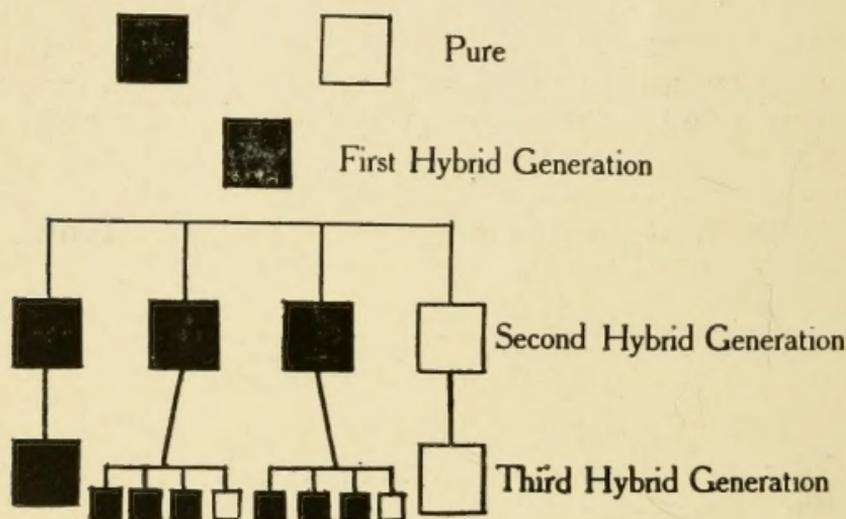 Pure
First Hybrid Generation
Second Hybrid Generation
Third Hybrid Generation